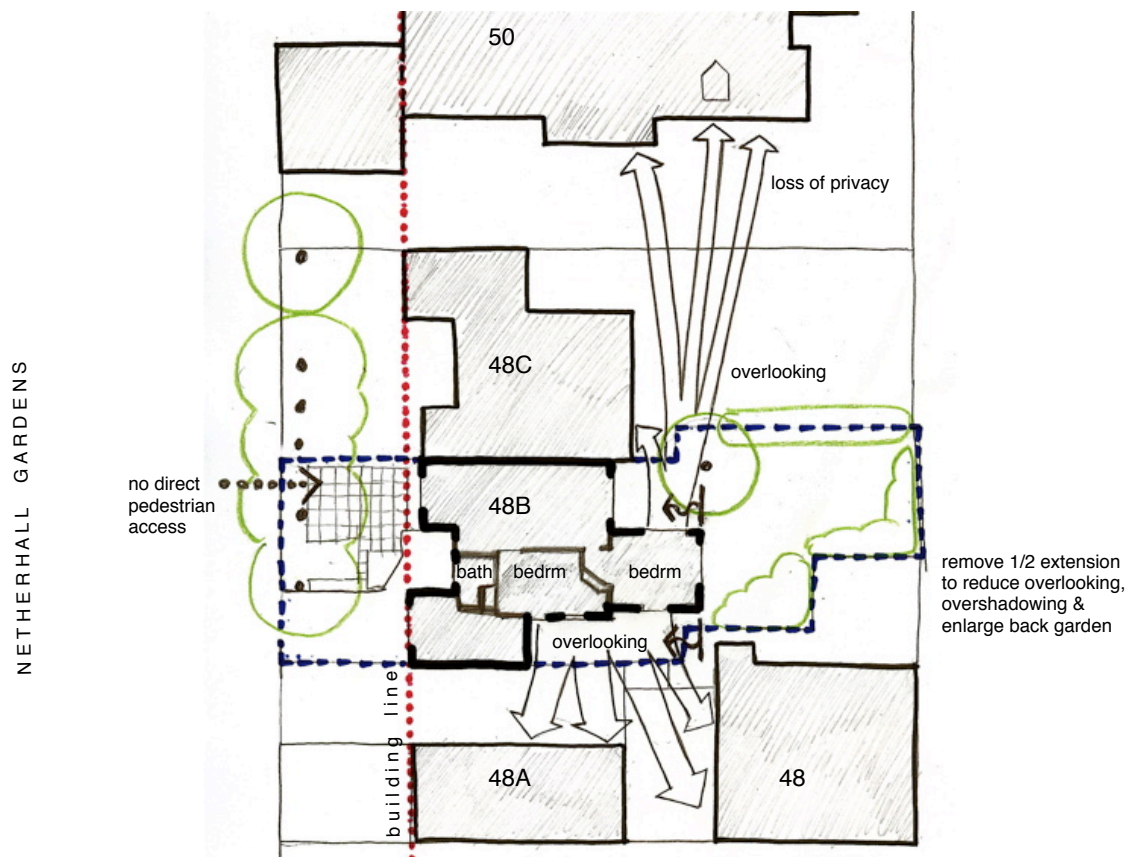 50
loss of privacy
48C
overlooking
NETHERHALL GARDENS
no direct
pedestrian
access
48B
bath
bedrm
bedrm
remove 1/2 extension
to reduce overlooking,
overshadowing &
enlarge back garden
overlooking
building line
48A
48